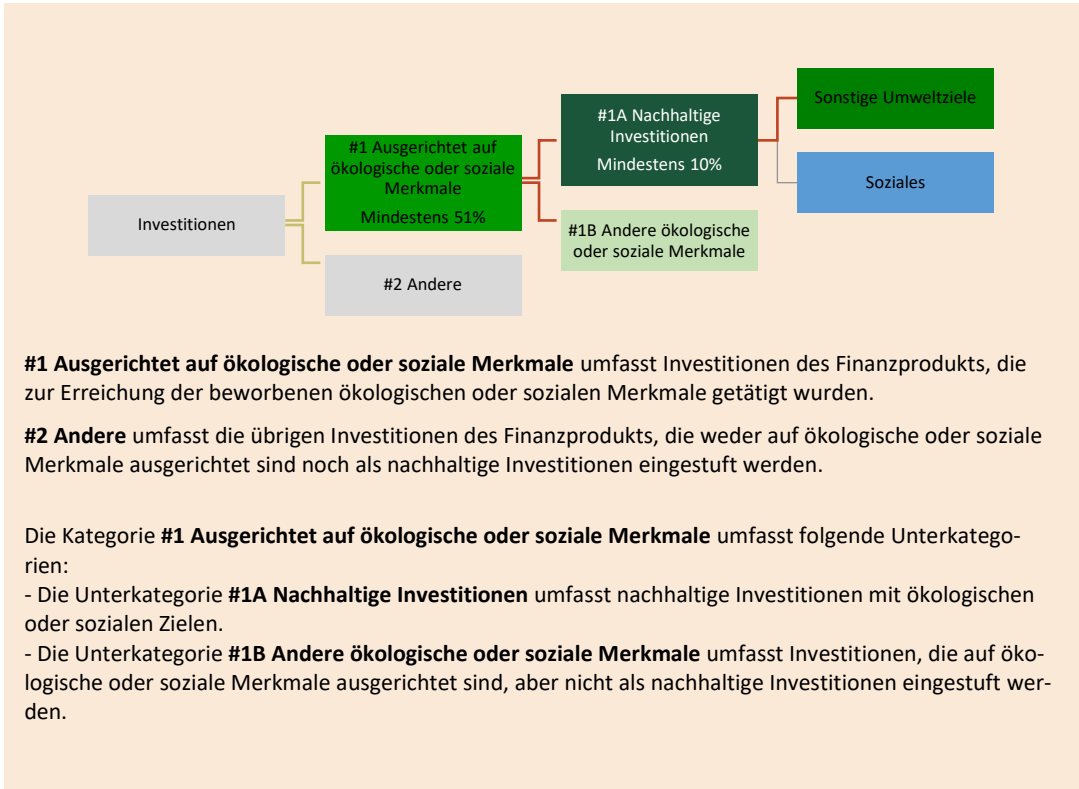 Sonstige Umweltziele
#1A Nachhaltige
Investitionen
Mindestens 10%
#1 Ausgerichtet auf
ökologische oder soziale
Merkmale
Mindestens 51%
Soziales
Investitionen
#1B Andere ökologische
oder soziale Merkmale
#2 Andere
#1 Ausgerichtet auf ökologische oder soziale Merkmale umfasst Investitionen des Finanzprodukts, die
zur Erreichung der beworbenen ökologischen oder sozialen Merkmale getätigt wurden.
#2 Andere umfasst die übrigen Investitionen des Finanzprodukts, die weder auf ökologische oder soziale
Merkmale ausgerichtet sind noch als nachhaltige Investitionen eingestuft werden.
Die Kategorie #1 Ausgerichtet auf ökologische oder soziale Merkmale umfasst folgende Unterkatego-
rien:
- Die Unterkategorie #1A Nachhaltige Investitionen umfasst nachhaltige Investitionen mit ökologischen
oder sozialen Zielen.
- Die Unterkategorie #1B Andere ökologische oder soziale Merkmale umfasst Investitionen, die auf öko-
logische oder soziale Merkmale ausgerichtet sind, aber nicht als nachhaltige Investitionen eingestuft wer-
den.